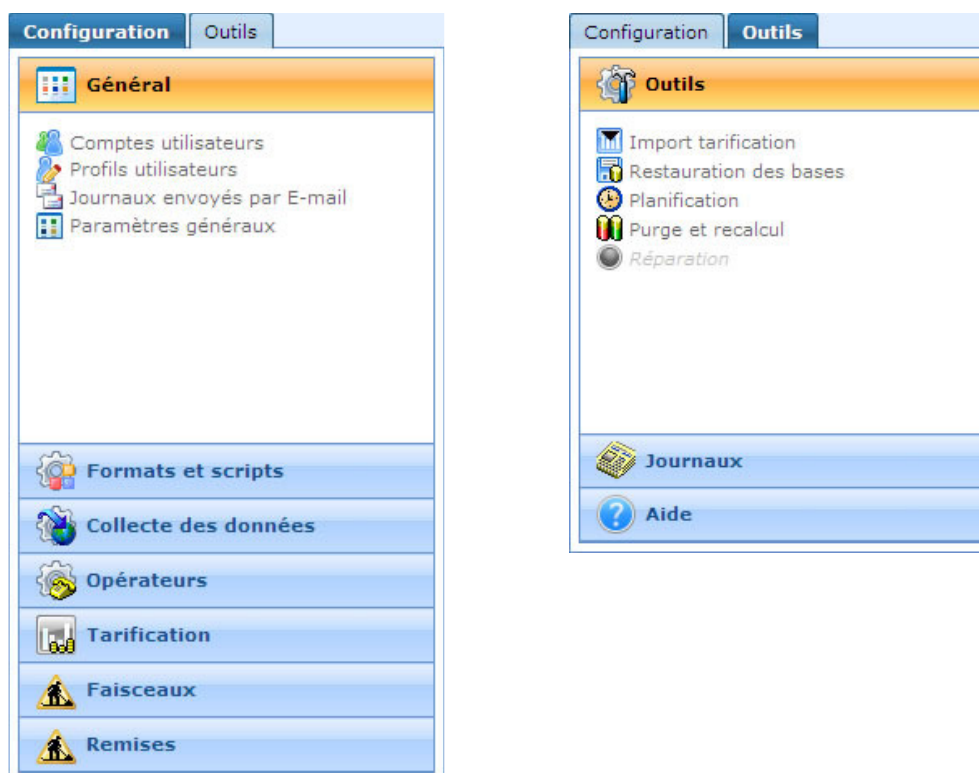 Configuration
Outils
Général
Comptes utilisateurs
Profils utilisateurs
Journaux envoyés par E-mail
Paramètres généraux
Formats et scripts
Collecte des données
Opérateurs
Tarification
Faisceaux
Remises
Configuration
Outils
Outils
Import tarification
Restauration des bases
Planification
Purge et recalcul
Réparation
Journaux
Aide